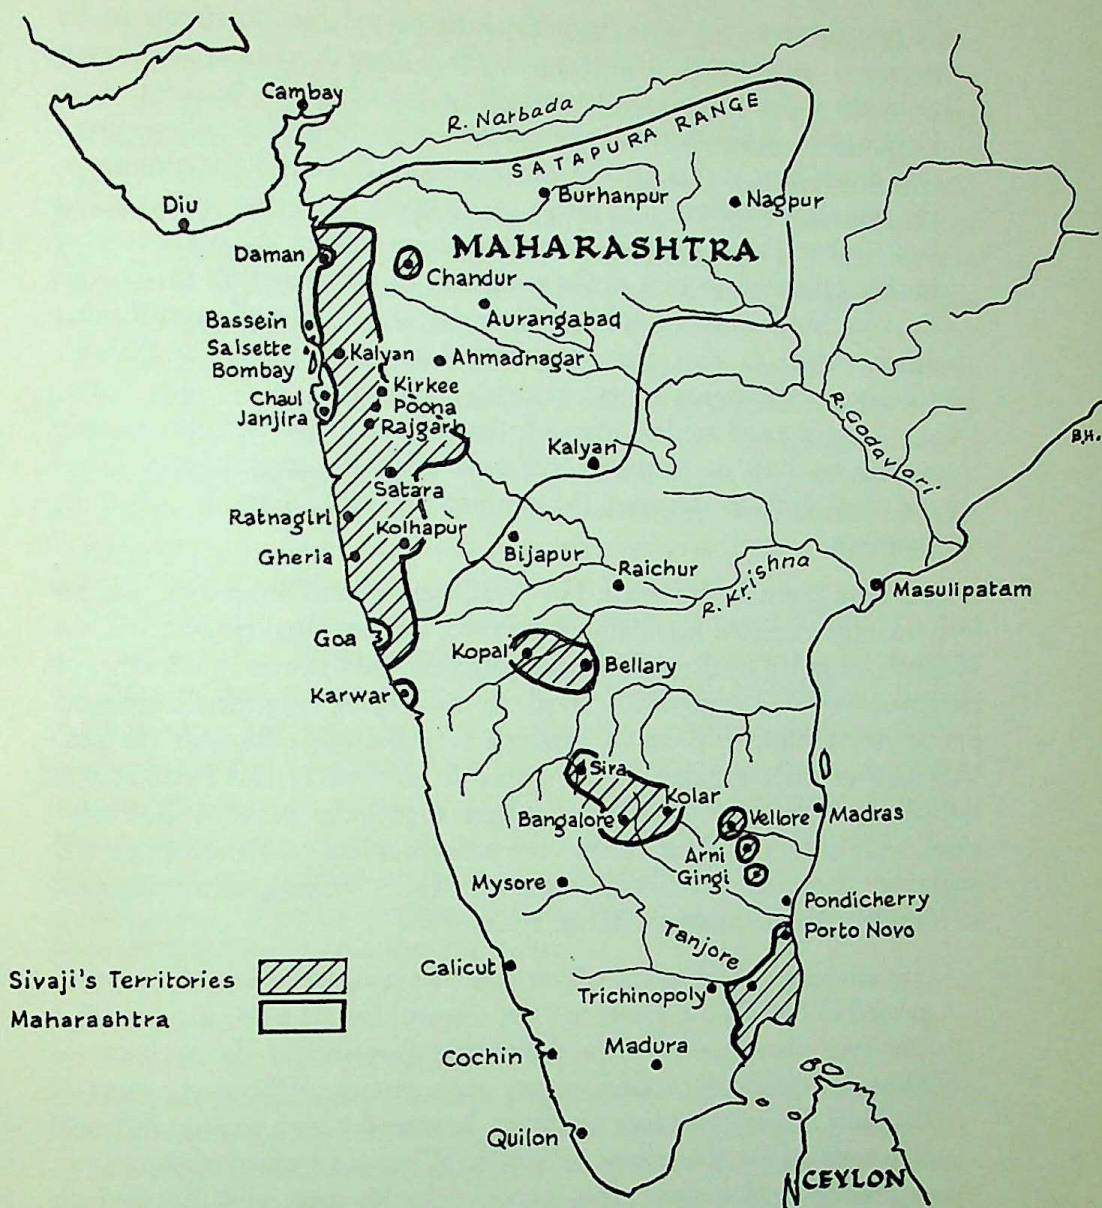 Cambay
R. Narbada
SATAPURA RANGE
Burhanpur
Nagpur
Diu
MAHARASHTRA
Daman
Chandur
Aurangabad
Bassein
Salsette
Bombay
Kalyan
Ahmadnagar
Chaul
Janjira
Kirkee
Poona
Rajgarh
R. Godavari
B.H.
Kalyan
Satara
Ratnagiri
Kolhapur
Gheria
Bijapur
Raichur
R. Krishna
Masulipatam
Goa
Kopal
Bellary
Karwar
Sira
Kolar
Bangalore
Vellore
Madras
Arni
Gingi
Mysore
Pondicherry
Porto Novo
Tanjore
Sivaji's Territories
Maharashtra
Calicut
Trichinopoly
Cochin
Madura
Quilon
CEYLON